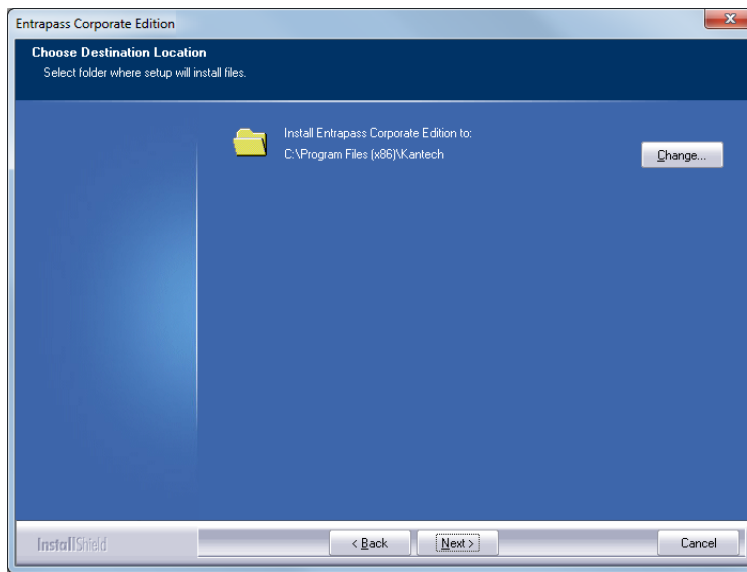 Entrapass Corporate Edition
Choose Destination Location
Select folder where setup will install files.
Install Entrapass Corporate Edition to:
C:\Program Files (x86)\Kantech
Change...
InstallShield
< Back
Next >
Cancel